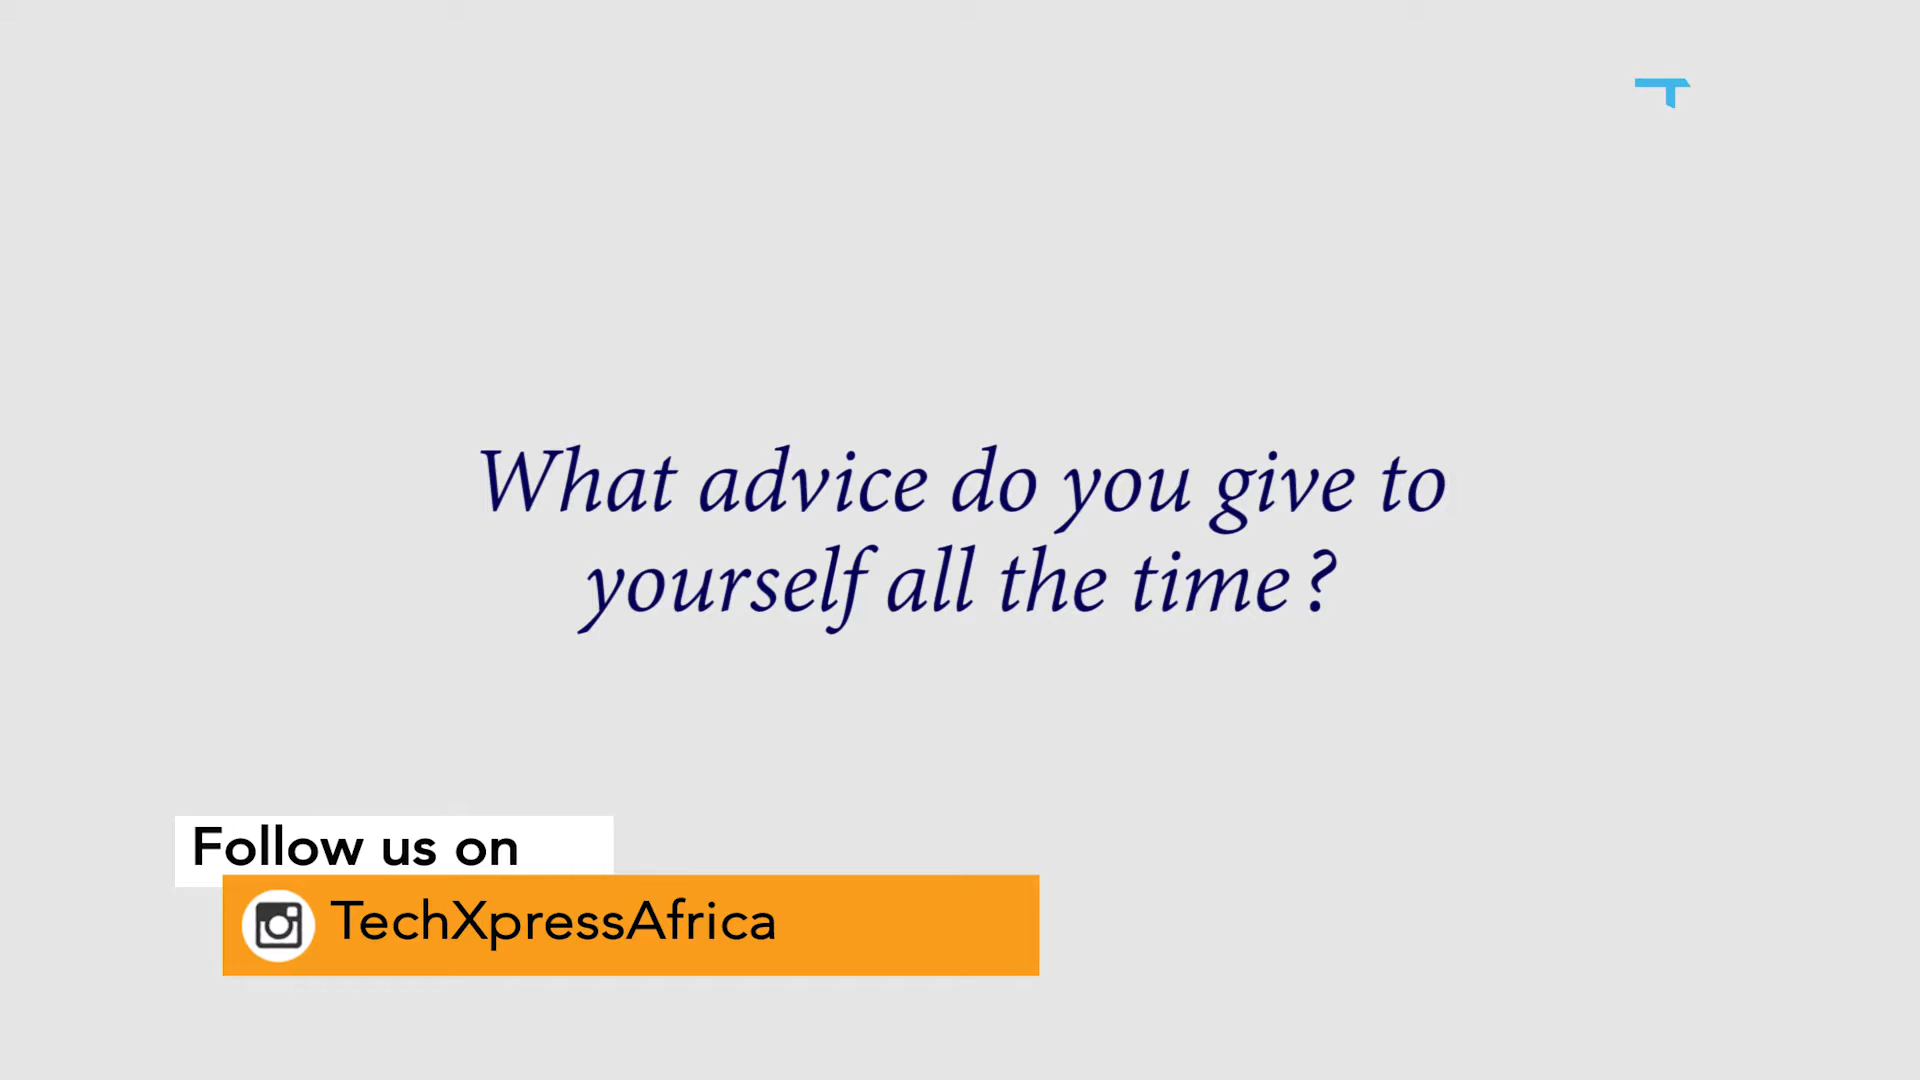 What advice do you give to
yourself all the time?
Follow us on
TechXpressAfrica